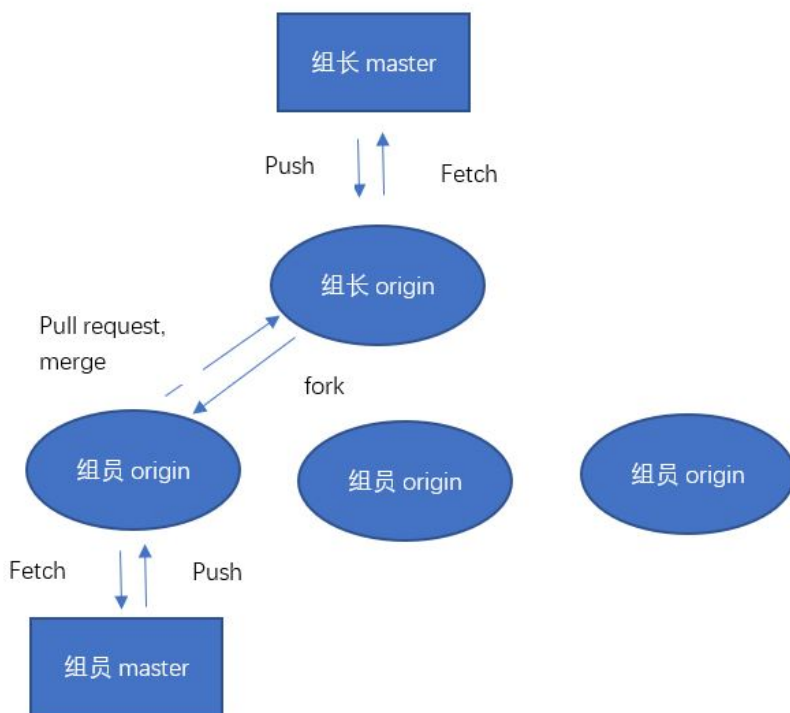 组长 master
Push
Fetch
组长 origin
Pull request,
merge
fork
组员 origin
组员 origin
组员 origin
Fetch
Push
组员 master